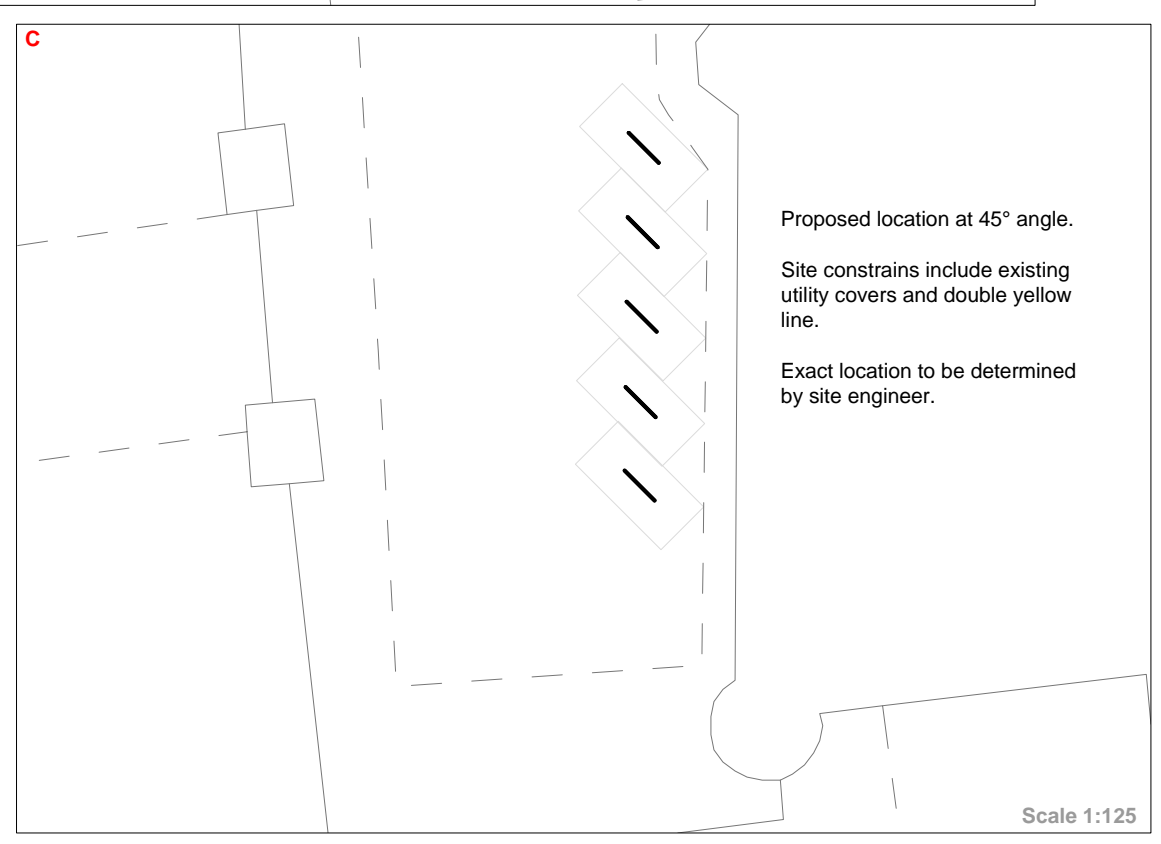 C
Proposed location at 45° angle.
Site constrains include existing
utility covers and double yellow
line.
Exact location to be determined
by site engineer.
Scale 1:125